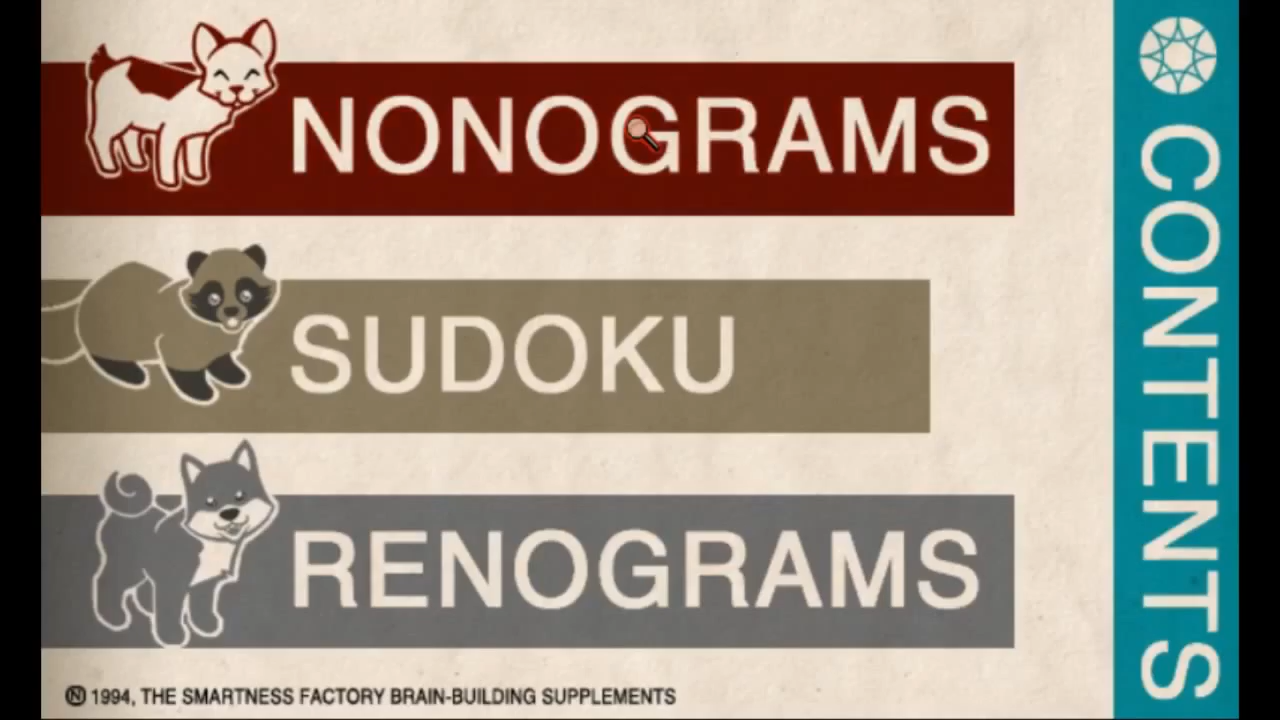 NONOGRAMS
SUDOKU
RENOGRAMS
Ⓝ 1994, THE SMARTNESS FACTORY BRAIN-BUILDING SUPPLEMENTS
CONTENTS